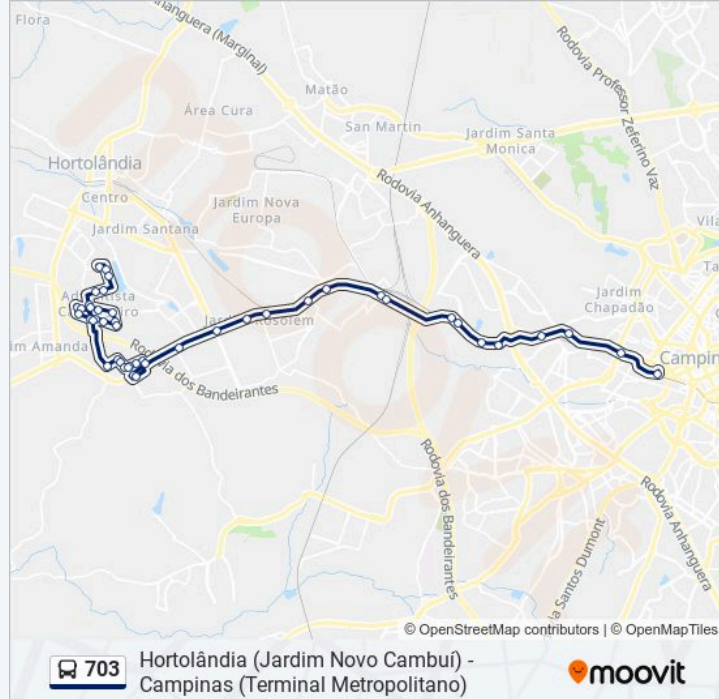 Flora
Anhanguera (Marginal)
Matão
Área Cura
San Martin
Rodovia Professor Zeferino Vaz
Jardim Santa
Monica
Hortolândia
Centro
Jardim Nova
Europa
Rodovia Anhanguera
Jardim Santana
Vila
Ta
Jardim
Chapadão
Campin
im Amanda
Rodovia dos Bandeirantes
Rodovia dos Bandeirantes
Rodovia Anhanguera
ia Santos Dumont
© OpenStreetMap contributors | © OpenMapTiles
703
Hortolândia (Jardim Novo Cambuí) -
Campinas (Terminal Metropolitano)
moovit